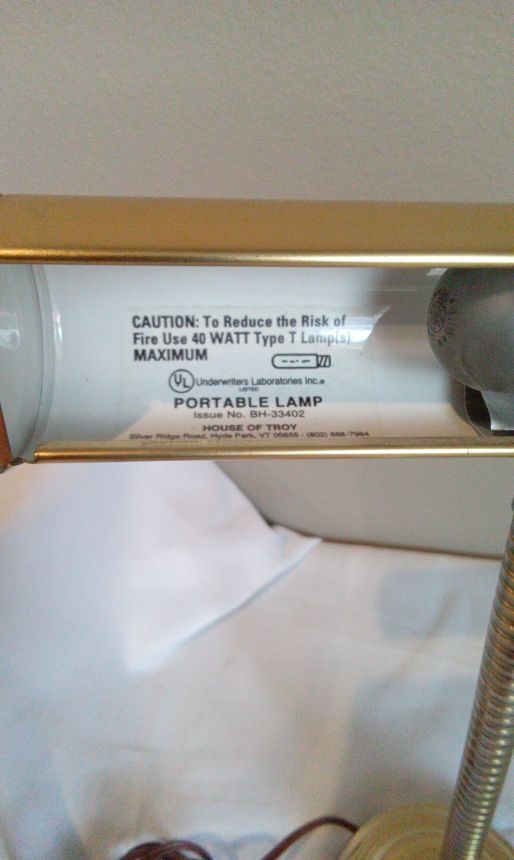 CAUTION: To Reduce the Risk of
Fire Use 40 WATT Type T Lamp(s)
MAXIMUM
UL Underwriters Laboratories Inc.®
LISTED
PORTABLE LAMP
Issue No. BH-33402
HOUSE OF TROY
Silver Ridge Road, Hyde Park, VT 05655 - (802) 888-7984